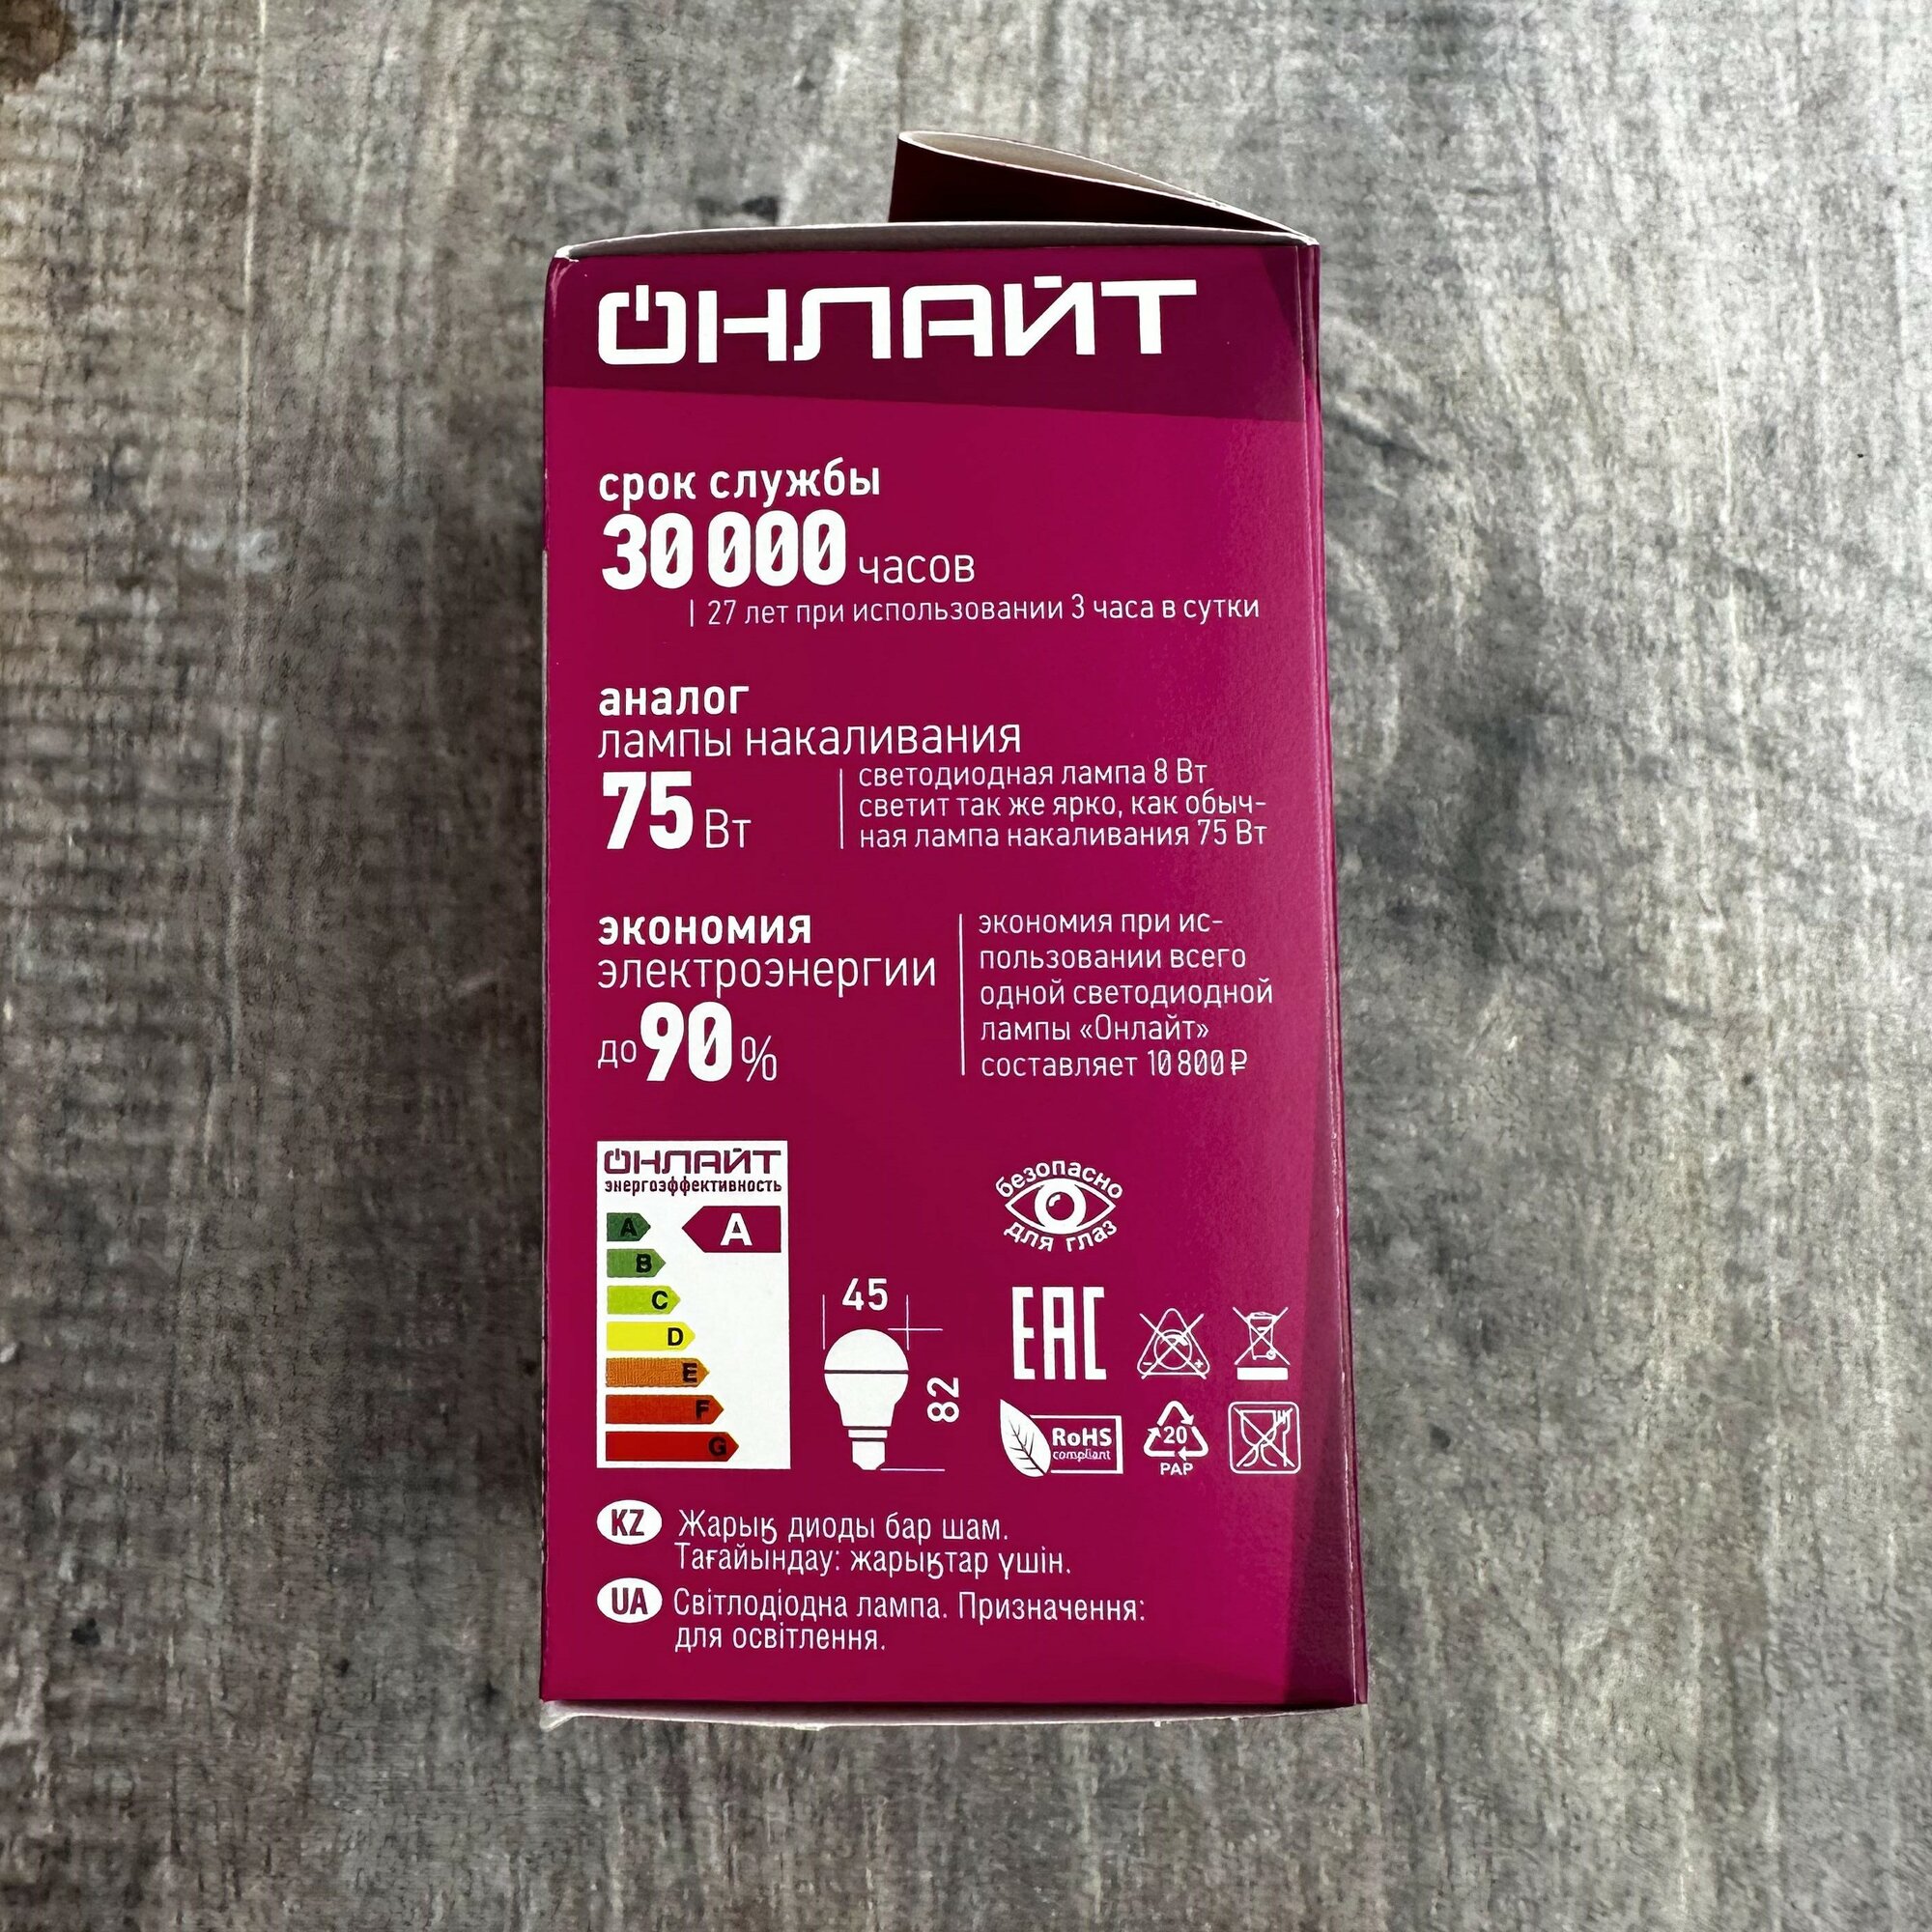 ОНЛАЙТ
срок службы
30 000 часов
27 лет при использовании 3 часа в сутки
аналог
лампы накаливания
75 Вт
светодиодная лампа 8 Вт
светит так же ярко, как обыч-
ная лампа накаливания 75 Вт
экономия
электроэнергии
до 90 %
экономия при ис-
пользовании всего
одной светодиодной
лампы «Онлайт»
составляет 10 800 ₽
ОНЛАЙТ
энергоэффективность
A
A
B
C
D
E
F
G
45
82
безопасно
для глаз
EAC
RoHS
compliant
20
PAP
KZ Жарық диоды бар шам.
Тағайындау: жарықтар үшін.
UA Світлодіодна лампа. Призначення:
для освітлення.